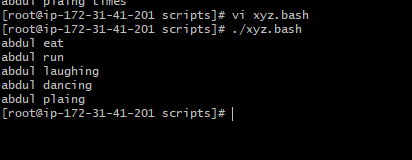 abdul plaing times
[root@ip-172-31-41-201 scripts]# vi xyz.bash
[root@ip-172-31-41-201 scripts]# ./xyz.bash
abdul eat
abdul run
abdul laughing
abdul dancing
abdul plaing
[root@ip-172-31-41-201 scripts]#